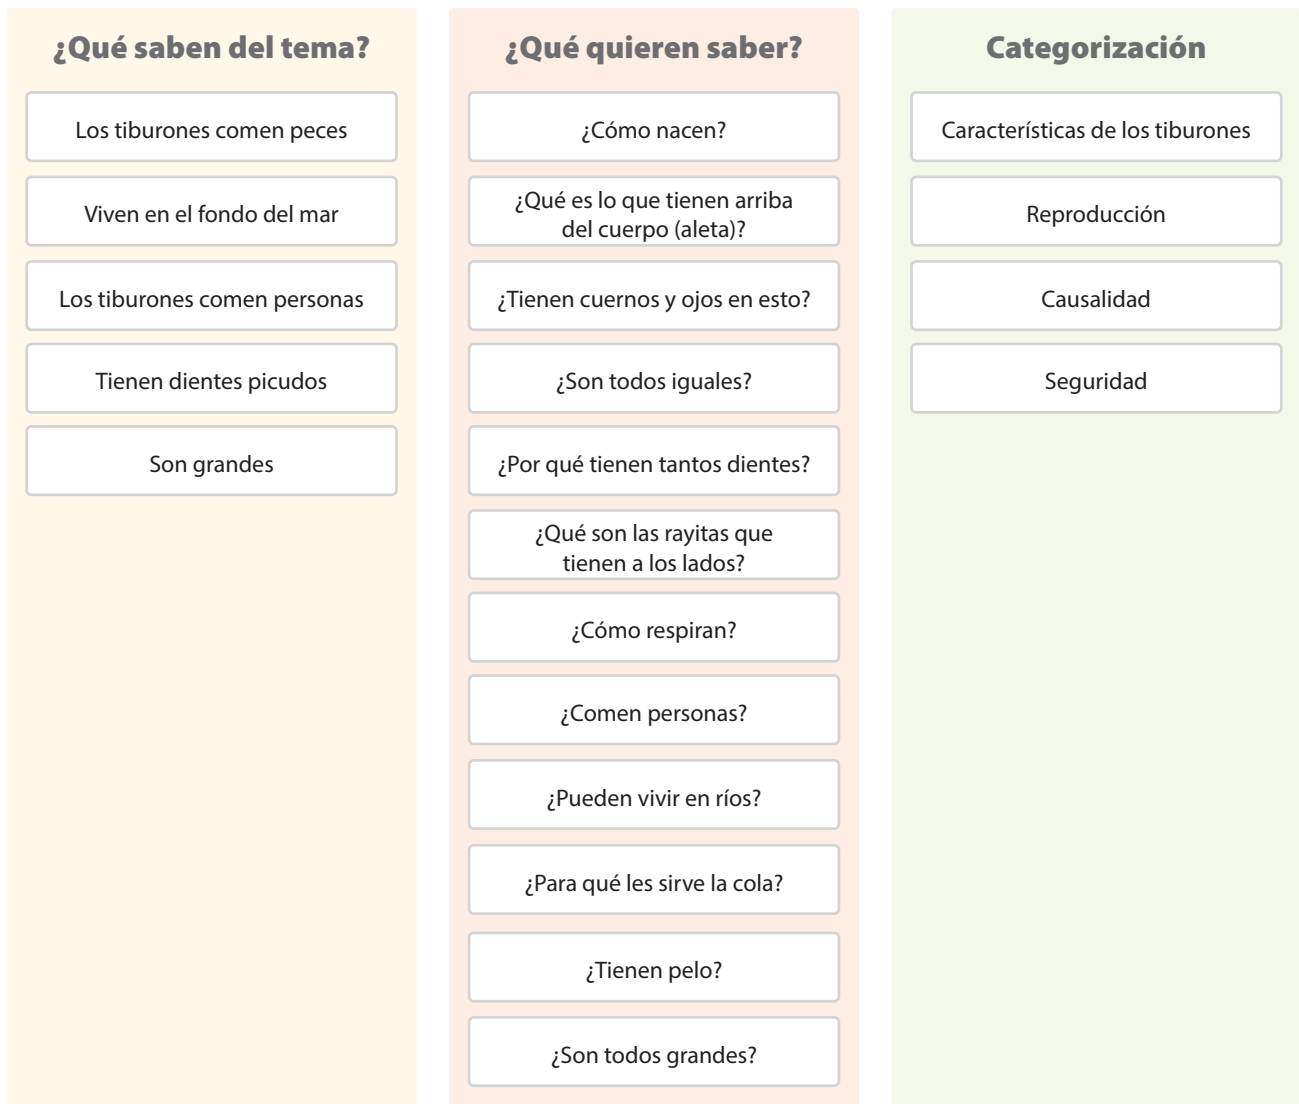 ¿Qué saben del tema?
Los tiburones comen peces
Viven en el fondo del mar
Los tiburones comen personas
Tienen dientes picudos
Son grandes
¿Qué quieren saber?
¿Cómo nacen?
¿Qué es lo que tienen arriba
del cuerpo (aleta)?
¿Tienen cuernos y ojos en esto?
¿Son todos iguales?
¿Por qué tienen tantos dientes?
¿Qué son las rayitas que
tienen a los lados?
¿Cómo respiran?
¿Comen personas?
¿Pueden vivir en ríos?
¿Para qué les sirve la cola?
¿Tienen pelo?
¿Son todos grandes?
Categorización
Características de los tiburones
Reproducción
Causalidad
Seguridad